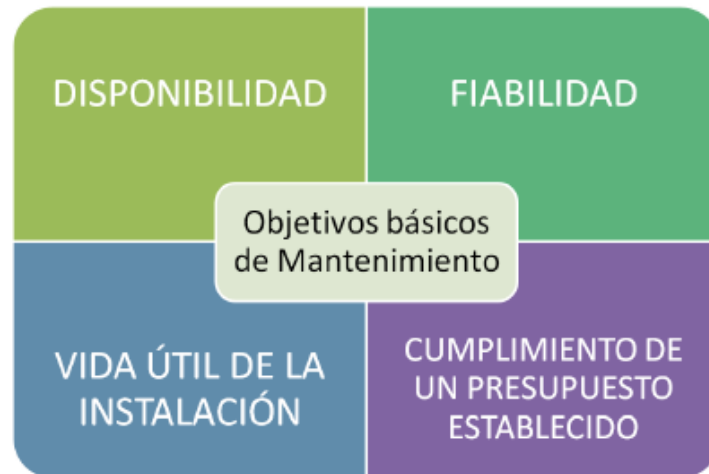 DISPONIBILIDAD
FIABILIDAD
Objetivos básicos
de Mantenimiento
VIDA ÚTIL DE LA
INSTALACIÓN
CUMPLIMIENTO DE
UN PRESUPUESTO
ESTABLECIDO